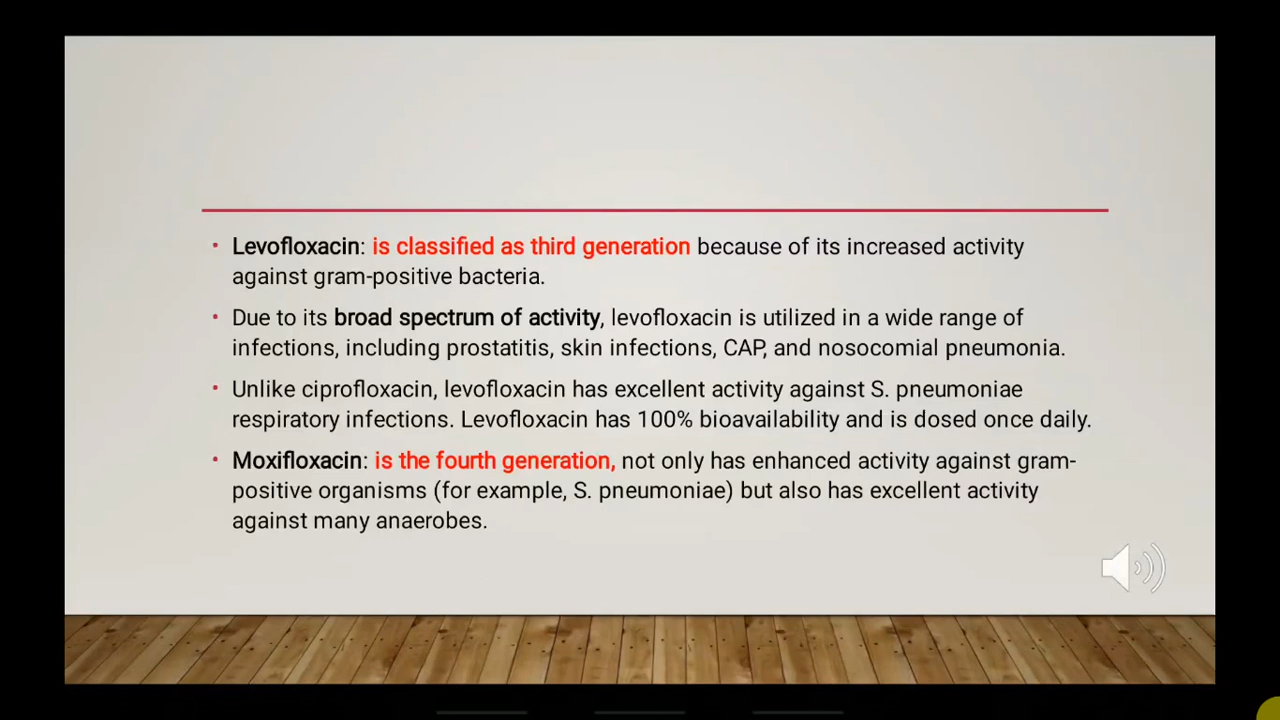 • Levofloxacin: is classified as third generation because of its increased activity
against gram-positive bacteria.
• Due to its broad spectrum of activity, levofloxacin is utilized in a wide range of
infections, including prostatitis, skin infections, CAP, and nosocomial pneumonia.
• Unlike ciprofloxacin, levofloxacin has excellent activity against S. pneumoniae
respiratory infections. Levofloxacin has 100% bioavailability and is dosed once daily.
• Moxifloxacin: is the fourth generation, not only has enhanced activity against gram-
positive organisms (for example, S. pneumoniae) but also has excellent activity
against many anaerobes.